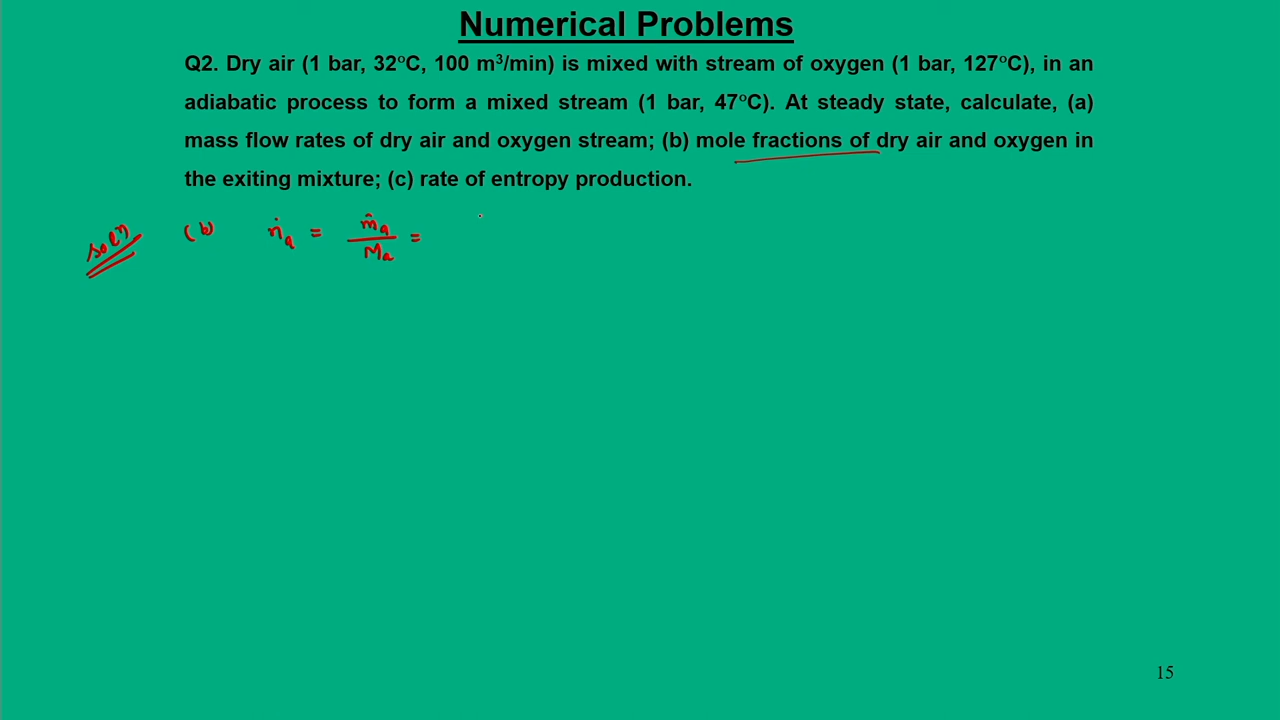 Numerical Problems
Q2. Dry air (1 bar, 32°C, 100 m³/min) is mixed with stream of oxygen (1 bar, 127°C), in an
adiabatic process to form a mixed stream (1 bar, 47°C). At steady state, calculate, (a)
mass flow rates of dry air and oxygen stream; (b) mole fractions of dry air and oxygen in
the exiting mixture; (c) rate of entropy production.
Solⁿ (b) ṅₐ = ṁₐ / Mₐ =
15